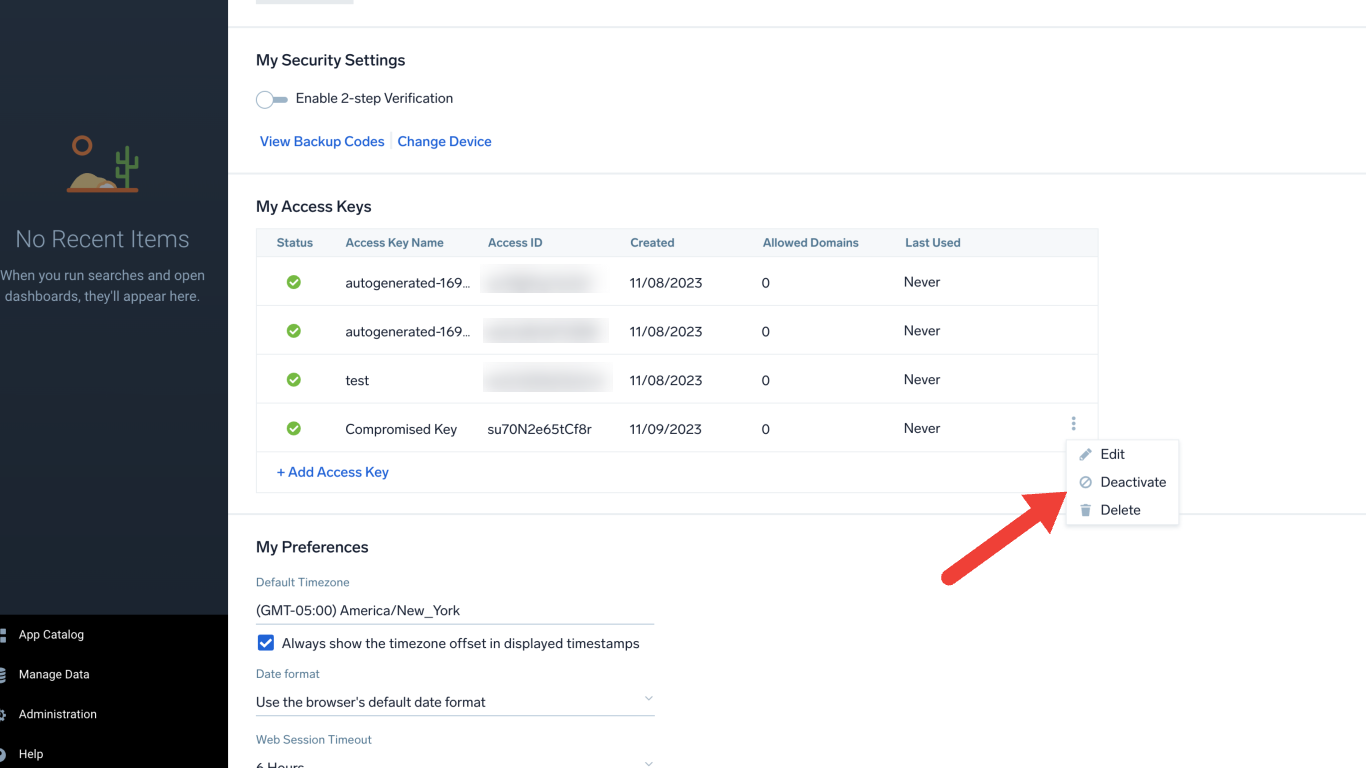 No Recent Items
When you run searches and open
dashboards, they'll appear here.
App Catalog
Manage Data
Administration
Help
My Security Settings
Enable 2-step Verification
View Backup Codes Change Device
My Access Keys
Status Access Key Name Access ID Created Allowed Domains Last Used
autogenerated-169... 11/08/2023 0 Never
autogenerated-169... 11/08/2023 0 Never
test 11/08/2023 0 Never
Compromised Key su70N2e65tCf8r 11/09/2023 0 Never
+ Add Access Key
Edit
Deactivate
Delete
My Preferences
Default Timezone
(GMT-05:00) America/New_York
Always show the timezone offset in displayed timestamps
Date format
Use the browser's default date format
Web Session Timeout
6 Hours